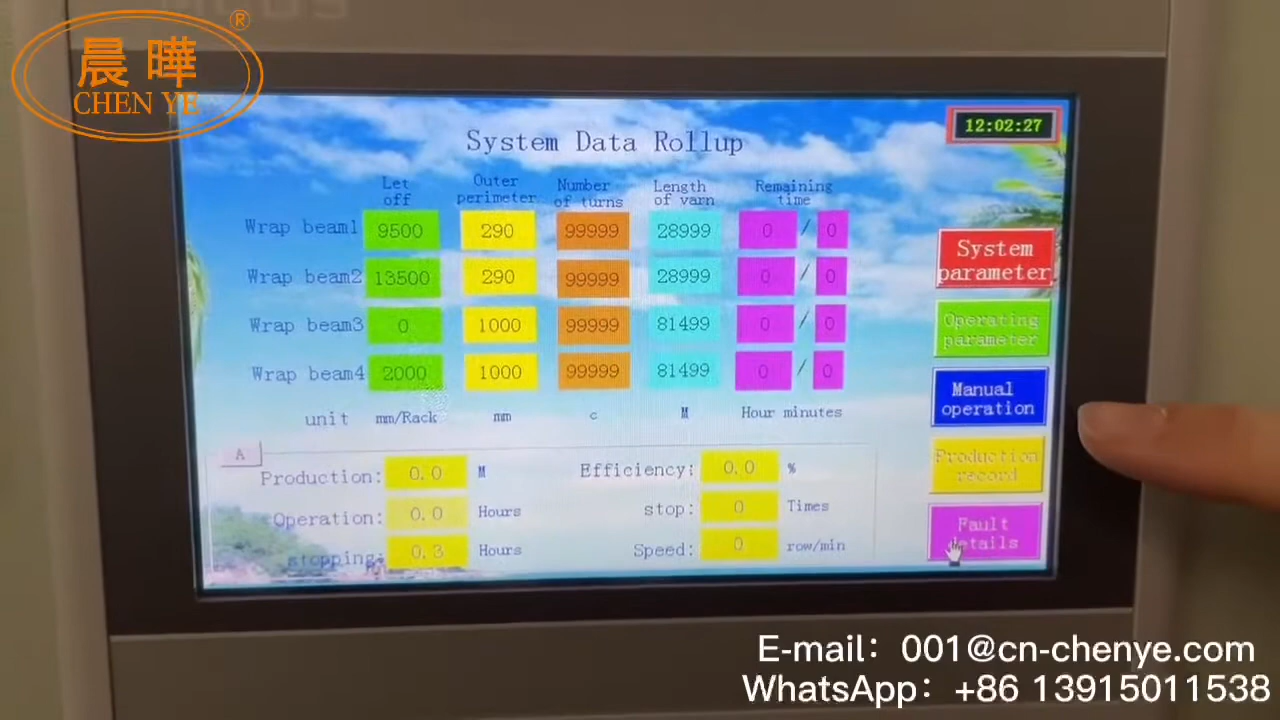 晨曄®
CHEN YE
12:02:27
System Data Rollup
Let off Outer perimeter Number of turns Length of varn Remaining time
Wrap beam1 9500 290 99999 28999 0 / 0
Wrap beam2 13500 290 99999 28999 0 / 0
Wrap beam3 0 1000 99999 81499 0 / 0
Wrap beam4 2000 1000 99999 81499 0 / 0
unit mm/Rack mm c M Hour minutes
A
Production: 0.0 M Efficiency: 0.0 %
Operation: 0.0 Hours stop: 0 Times
stopping: 0.3 Hours Speed: 0 row/min
System
parameter
Operating
parameter
Manual
operation
Production
record
Fault
details
E-mail: 001@cn-chenye.com
WhatsApp: +86 13915011538